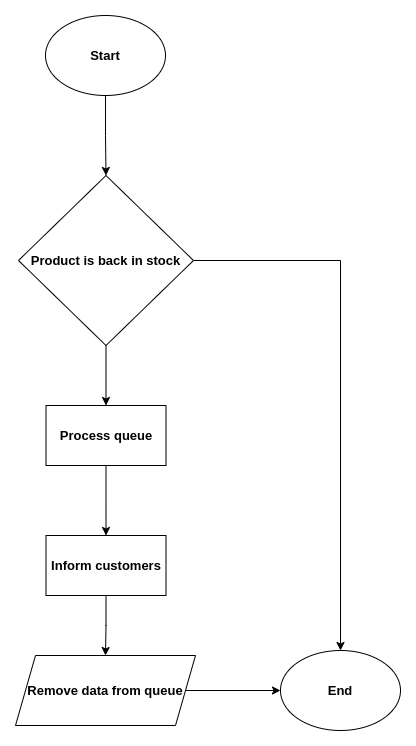 Start
Product is back in stock
Process queue
Inform customers
Remove data from queue
End